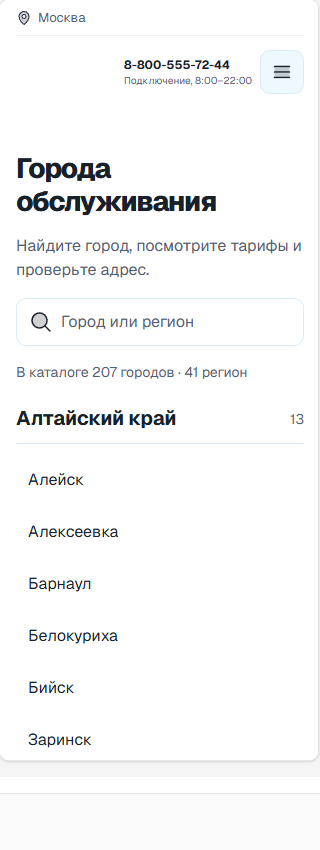 Москва
8-800-555-72-44
Подключение, 8:00–22:00
Города
обслуживания
Найдите город, посмотрите тарифы и
проверьте адрес.
Город или регион
В каталоге 207 городов · 41 регион
Алтайский край 13
Алейск
Алексеевка
Барнаул
Белокуриха
Бийск
Заринск